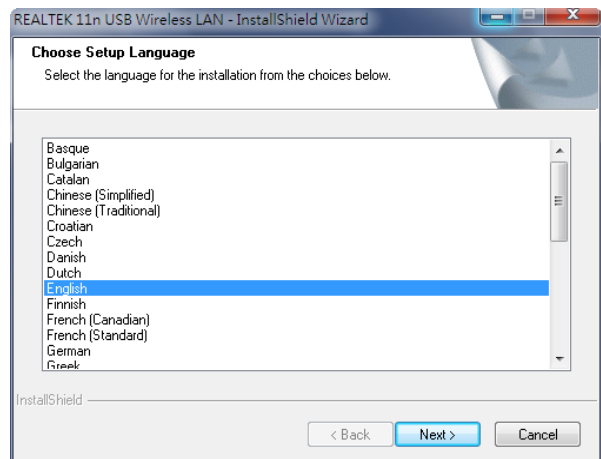 REALTEK 11n USB Wireless LAN - InstallShield Wizard
Choose Setup Language
Select the language for the installation from the choices below.
Basque
Bulgarian
Catalan
Chinese (Simplified)
Chinese (Traditional)
Croatian
Czech
Danish
Dutch
English
Finnish
French (Canadian)
French (Standard)
German
Greek
InstallShield
< Back
Next >
Cancel